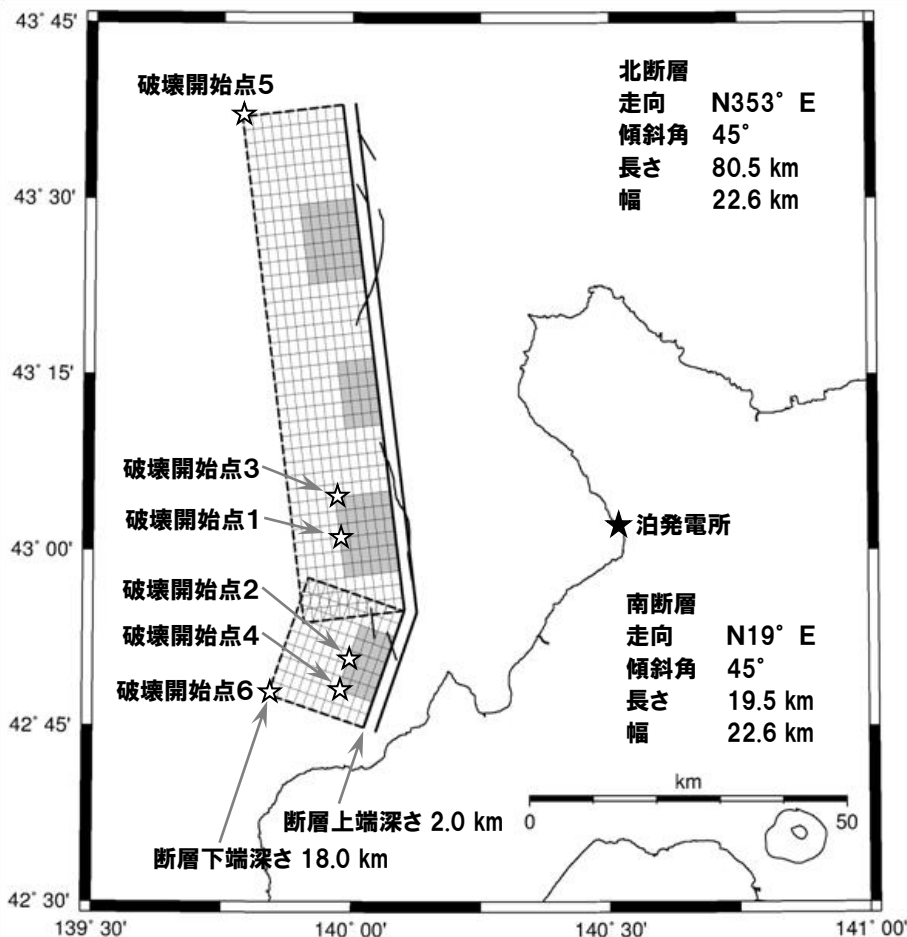 43° 45'
破壊開始点5
北断層
走向 N353° E
傾斜角 45°
長さ 80.5 km
幅 22.6 km
43° 30'
43° 15'
破壊開始点3
破壊開始点1
泊発電所
43° 00'
破壊開始点2
破壊開始点4
破壊開始点6
南断層
走向 N19° E
傾斜角 45°
長さ 19.5 km
幅 22.6 km
42° 45'
km
0 50
断層上端深さ 2.0 km
断層下端深さ 18.0 km
42° 30'
139° 30' 140° 00' 140° 30' 141° 00'